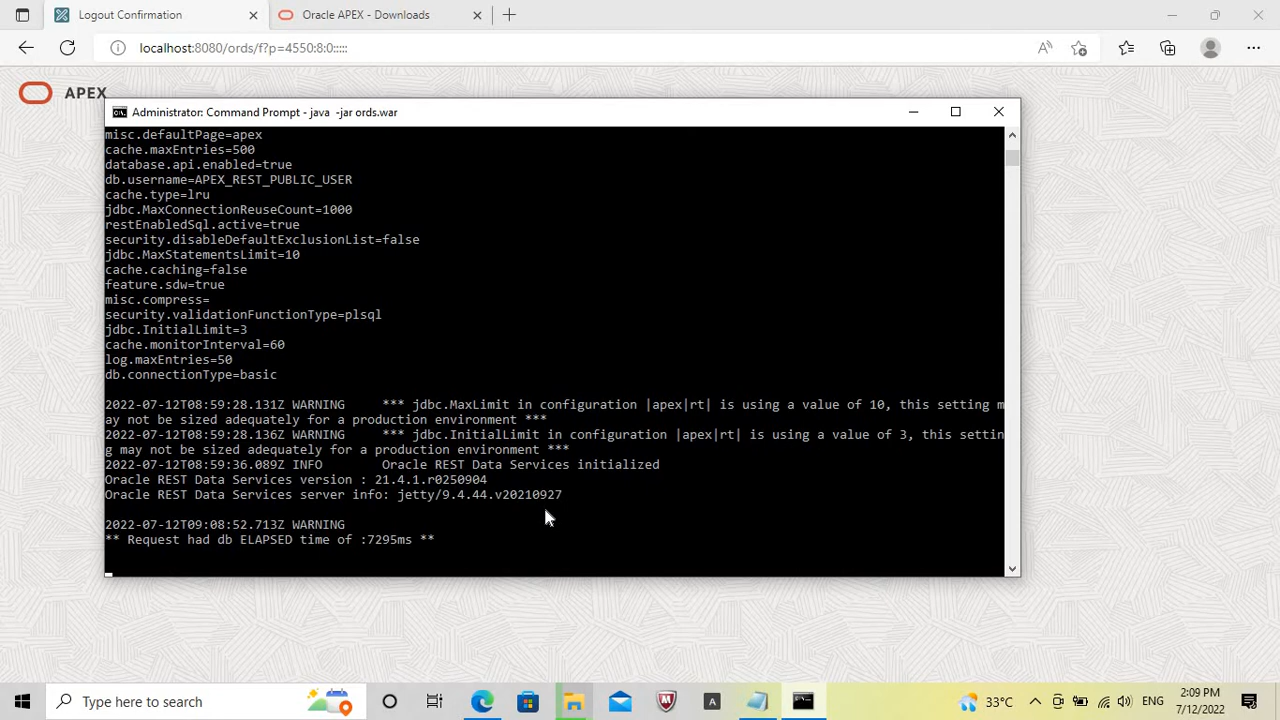 Logout Confirmation
Oracle APEX - Downloads
localhost:8080/ords/f?p=4550:8:0:::::
APEX
Administrator: Command Prompt - java -jar ords.war
misc.defaultPage=apex
cache.maxEntries=500
database.api.enabled=true
db.username=APEX_REST_PUBLIC_USER
cache.type=lru
jdbc.MaxConnectionReuseCount=1000
restEnabledSql.active=true
security.disableDefaultExclusionList=false
jdbc.MaxStatementsLimit=10
cache.caching=false
feature.sdw=true
misc.compress=
security.validationFunctionType=plsql
jdbc.InitialLimit=3
cache.monitorInterval=60
log.maxEntries=50
db.connectionType=basic
2022-07-12T08:59:28.131Z WARNING     *** jdbc.MaxLimit in configuration |apex|rt| is using a value of 10, this setting m
ay not be sized adequately for a production environment ***
2022-07-12T08:59:28.136Z WARNING     *** jdbc.InitialLimit in configuration |apex|rt| is using a value of 3, this settin
g may not be sized adequately for a production environment ***
2022-07-12T08:59:36.089Z INFO        Oracle REST Data Services initialized
Oracle REST Data Services version : 21.4.1.r0250904
Oracle REST Data Services server info: jetty/9.4.44.v20210927
2022-07-12T09:08:52.713Z WARNING
** Request had db ELAPSED time of :7295ms **
Type here to search
A
33°C
ENG
2:09 PM
7/12/2022